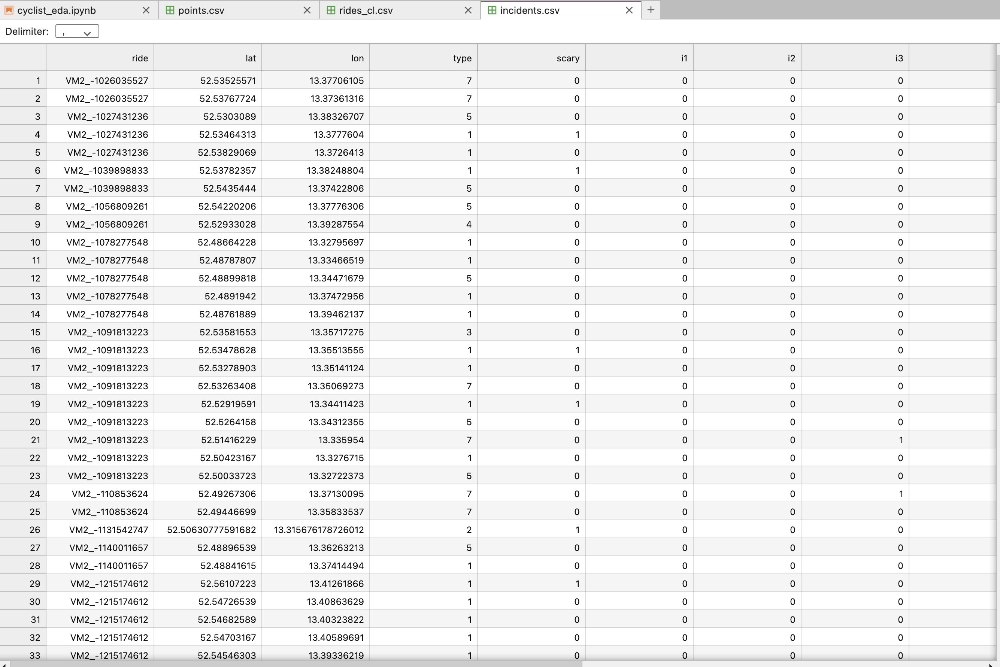 cyclist_eda.ipynb points.csv rides_cl.csv incidents.csv
Delimiter: ,
ride lat lon type scary i1 i2 i3
1 VM2_-1026035527 52.53525571 13.37706105 7 0 0 0 0
2 VM2_-1026035527 52.53767724 13.37361316 7 0 0 0 0
3 VM2_-1027431236 52.5303089 13.38326707 5 0 0 0 0
4 VM2_-1027431236 52.53464313 13.3777604 1 1 0 0 0
5 VM2_-1027431236 52.53829069 13.3726413 1 0 0 0 0
6 VM2_-1039898833 52.53782357 13.38248804 1 1 0 0 0
7 VM2_-1039898833 52.5435444 13.37422806 5 0 0 0 0
8 VM2_-1056809261 52.54220206 13.37776306 5 0 0 0 0
9 VM2_-1056809261 52.52933028 13.39287554 4 0 0 0 0
10 VM2_-1078277548 52.48664228 13.32795697 1 0 0 0 0
11 VM2_-1078277548 52.48787807 13.33466519 1 0 0 0 0
12 VM2_-1078277548 52.48899818 13.34471679 5 0 0 0 0
13 VM2_-1078277548 52.4891942 13.37472956 1 0 0 0 0
14 VM2_-1078277548 52.48761889 13.39462137 1 0 0 0 0
15 VM2_-1091813223 52.53581553 13.35717275 3 0 0 0 0
16 VM2_-1091813223 52.53478628 13.35513555 1 1 0 0 0
17 VM2_-1091813223 52.53278903 13.35141124 1 0 0 0 0
18 VM2_-1091813223 52.53263408 13.35069273 7 0 0 0 0
19 VM2_-1091813223 52.52919591 13.34411423 1 1 0 0 0
20 VM2_-1091813223 52.5264158 13.34312355 5 0 0 0 0
21 VM2_-1091813223 52.51416229 13.335954 7 0 0 0 1
22 VM2_-1091813223 52.50423167 13.3276715 1 0 0 0 0
23 VM2_-1091813223 52.50033723 13.32722373 5 0 0 0 0
24 VM2_-110853624 52.49267306 13.37130095 7 0 0 0 1
25 VM2_-110853624 52.49446699 13.35833537 7 0 0 0 0
26 VM2_-1131542747 52.50630777591682 13.315676178726012 2 1 0 0 0
27 VM2_-1140011657 52.48896539 13.36263213 5 0 0 0 0
28 VM2_-1140011657 52.48841615 13.37414494 1 0 0 0 0
29 VM2_-1215174612 52.56107223 13.41261866 1 1 0 0 0
30 VM2_-1215174612 52.54726539 13.40863629 1 0 0 0 0
31 VM2_-1215174612 52.54682589 13.40323822 1 0 0 0 0
32 VM2_-1215174612 52.54703167 13.40589691 1 0 0 0 0
33 VM2_-1215174612 52.54546303 13.39336219 1 0 0 0 0